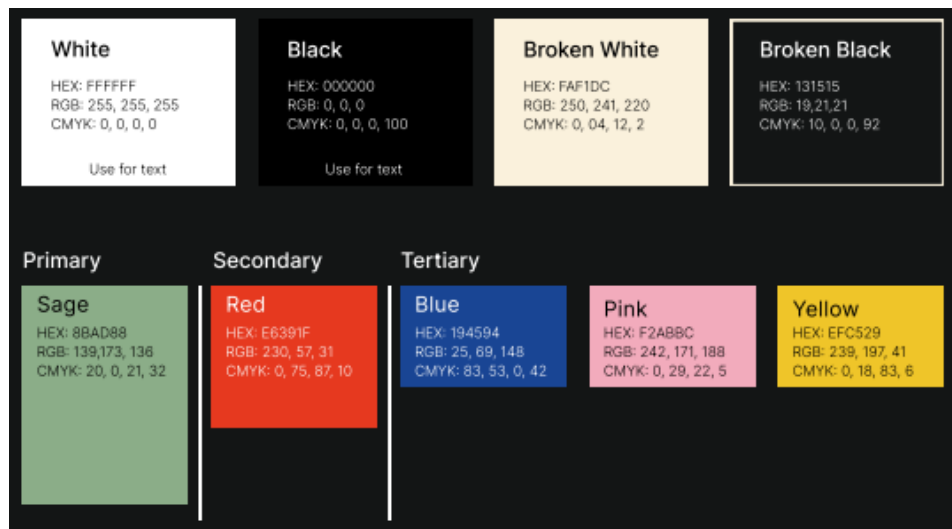 White
HEX: FFFFFF
RGB: 255, 255, 255
CMYK: 0, 0, 0, 0
Use for text
Black
HEX: 000000
RGB: 0, 0, 0
CMYK: 0, 0, 0, 100
Use for text
Broken White
HEX: FAF1DC
RGB: 250, 241, 220
CMYK: 0, 04, 12, 2
Broken Black
HEX: 131515
RGB: 19,21,21
CMYK: 10, 0, 0, 92
Primary
Secondary
Tertiary
Sage
HEX: 8BAD88
RGB: 139,173, 136
CMYK: 20, 0, 21, 32
Red
HEX: E6391F
RGB: 230, 57, 31
CMYK: 0, 75, 87, 10
Blue
HEX: 194594
RGB: 25, 69, 148
CMYK: 83, 53, 0, 42
Pink
HEX: F2ABBC
RGB: 242, 171, 188
CMYK: 0, 29, 22, 5
Yellow
HEX: EFC529
RGB: 239, 197, 41
CMYK: 0, 18, 83, 6